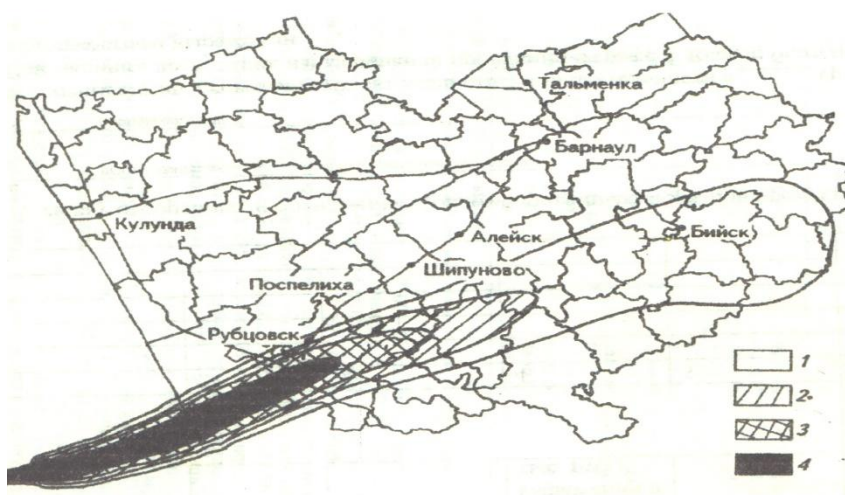 Тальменка
Барнаул
Кулунда
Алейск
Бийск
Шипуново
Поспелиха
Рубцовск
1
2
3
4